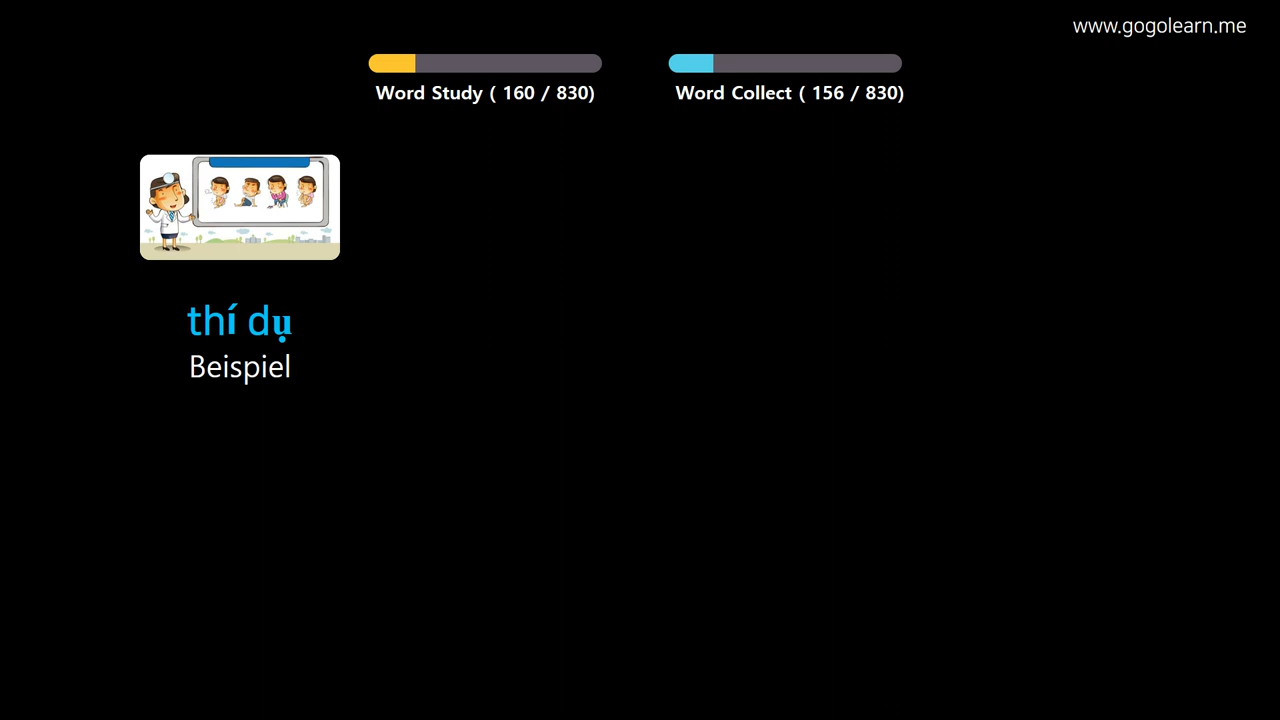 www.gogolearn.me
Word Study ( 160 / 830)
Word Collect ( 156 / 830)
thí dụ
Beispiel